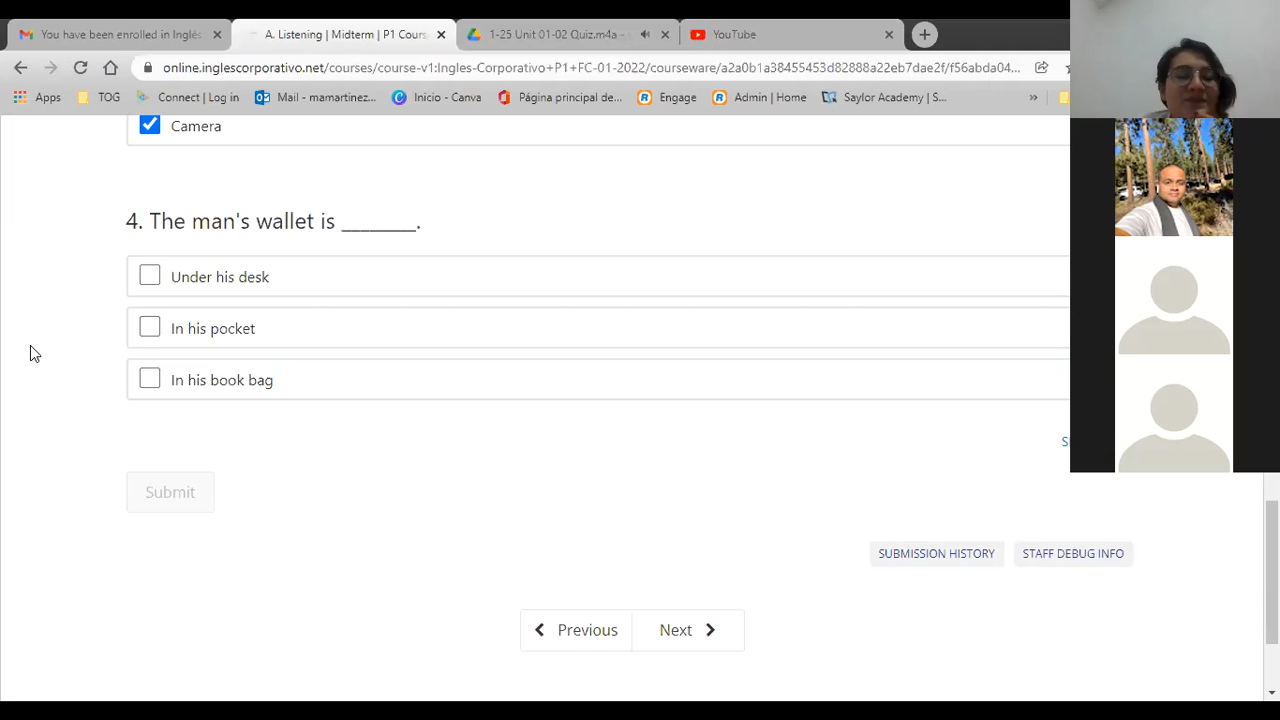 You have been enrolled in Inglés
A. Listening | Midterm | P1 Cours
1-25 Unit 01-02 Quiz.m4a -
YouTube
online.inglescorporativo.net/courses/course-v1:Ingles-Corporativo+P1+FC-01-2022/courseware/a2a0b1a38455453d82888a22eb7dae2f/f56abda04...
Apps
TOG
Connect | Log in
Mail - mamartinez...
Inicio - Canva
Página principal de...
Engage
Admin | Home
Saylor Academy | S...
Camera
4. The man's wallet is ________.
Under his desk
In his pocket
In his book bag
S
Submit
SUBMISSION HISTORY
STAFF DEBUG INFO
Previous
Next